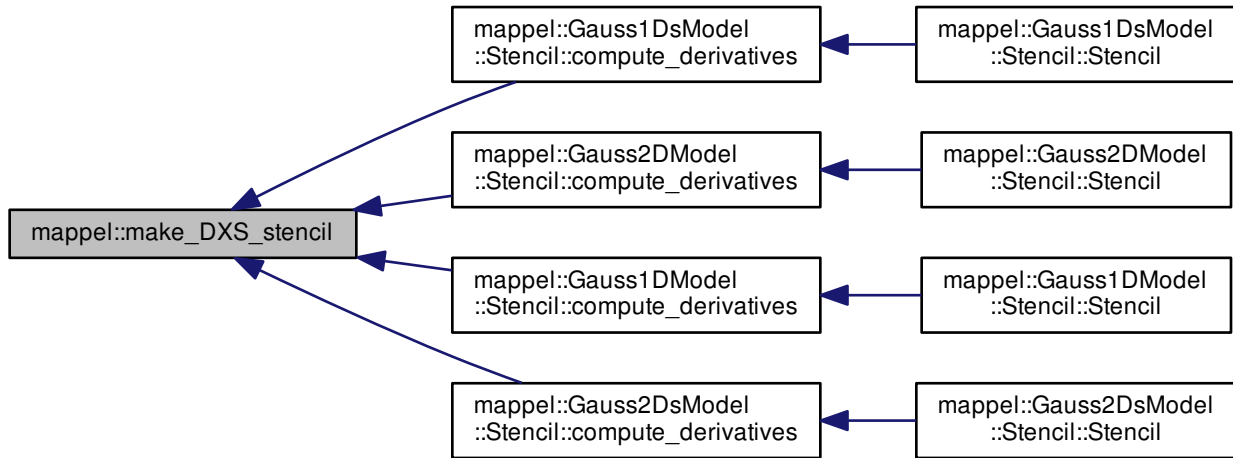 mappel::Gauss1DsModel
::Stencil::compute_derivatives
mappel::Gauss1DsModel
::Stencil::Stencil
mappel::Gauss2DModel
::Stencil::compute_derivatives
mappel::Gauss2DModel
::Stencil::Stencil
mappel::make_DXS_stencil
mappel::Gauss1DModel
::Stencil::compute_derivatives
mappel::Gauss1DModel
::Stencil::Stencil
mappel::Gauss2DsModel
::Stencil::compute_derivatives
mappel::Gauss2DsModel
::Stencil::Stencil